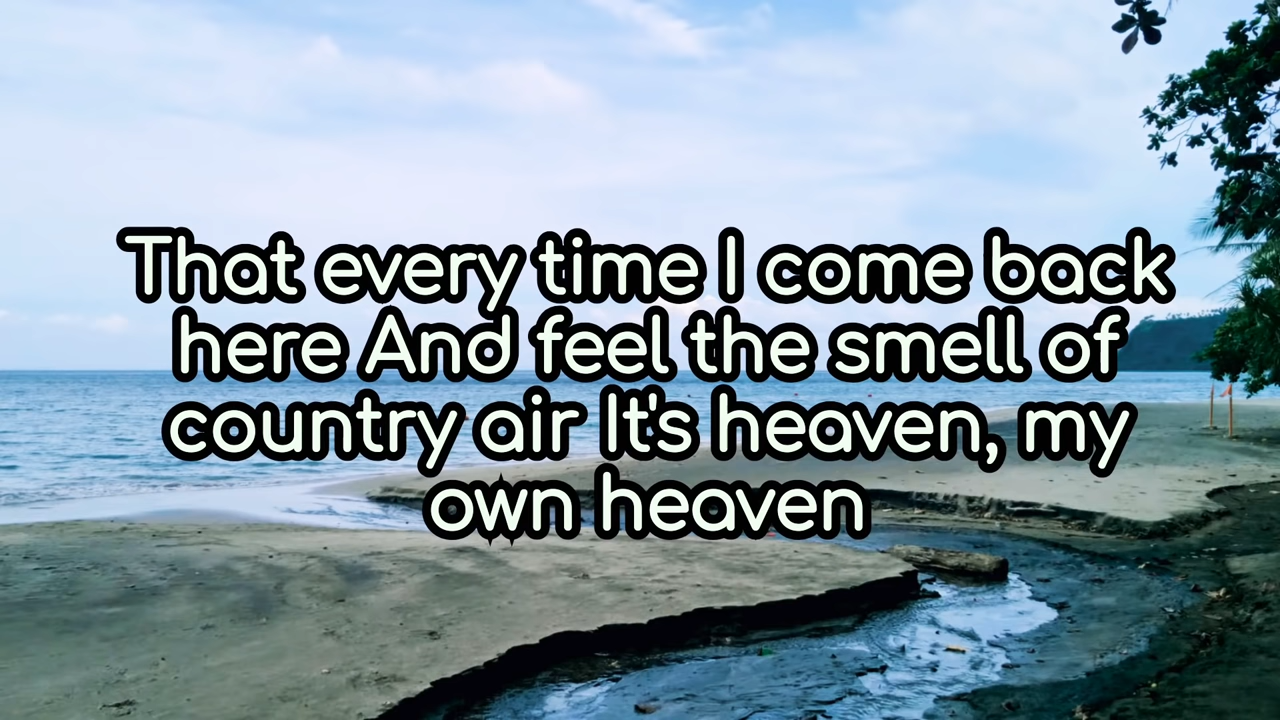 That every time I come back
here And feel the smell of
country air It's heaven, my
own heaven